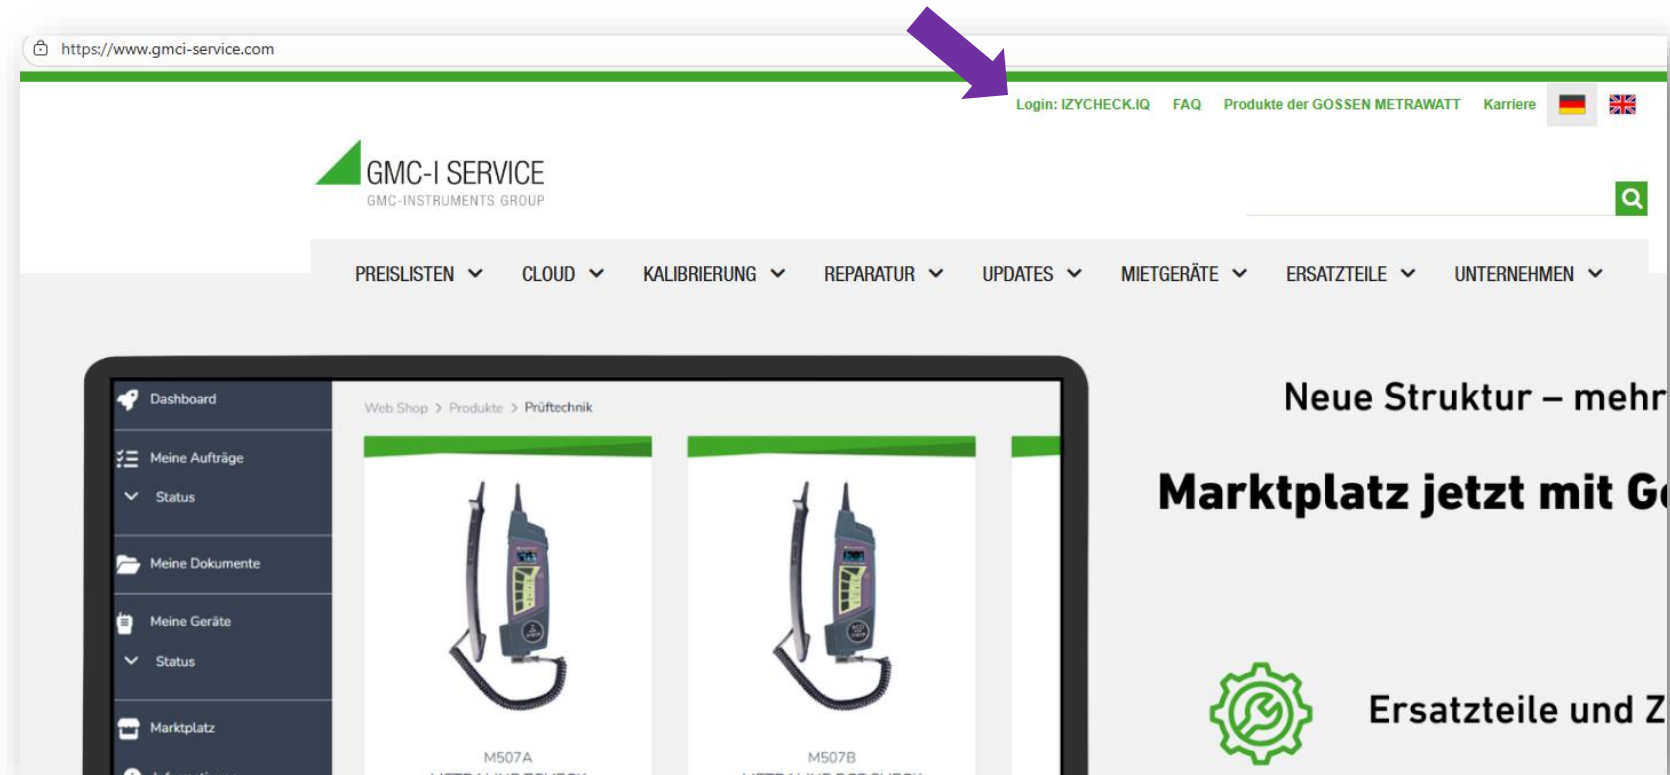 https://www.gmci-service.com
Login: IZYCHECK.IQ FAQ Produkte der GOSSEN METRAWATT Karriere
GMC-I SERVICE
GMC-INSTRUMENTS GROUP
PREISLISTEN CLOUD KALIBRIERUNG REPARATUR UPDATES MIETGERÄTE ERSATZTEILE UNTERNEHMEN
Dashboard
Meine Aufträge
Status
Meine Dokumente
Meine Geräte
Status
Marktplatz
Web Shop > Produkte > Prüftechnik
M507A
M507B
Neue Struktur – mehr
Marktplatz jetzt mit
Ersatzteile und Z